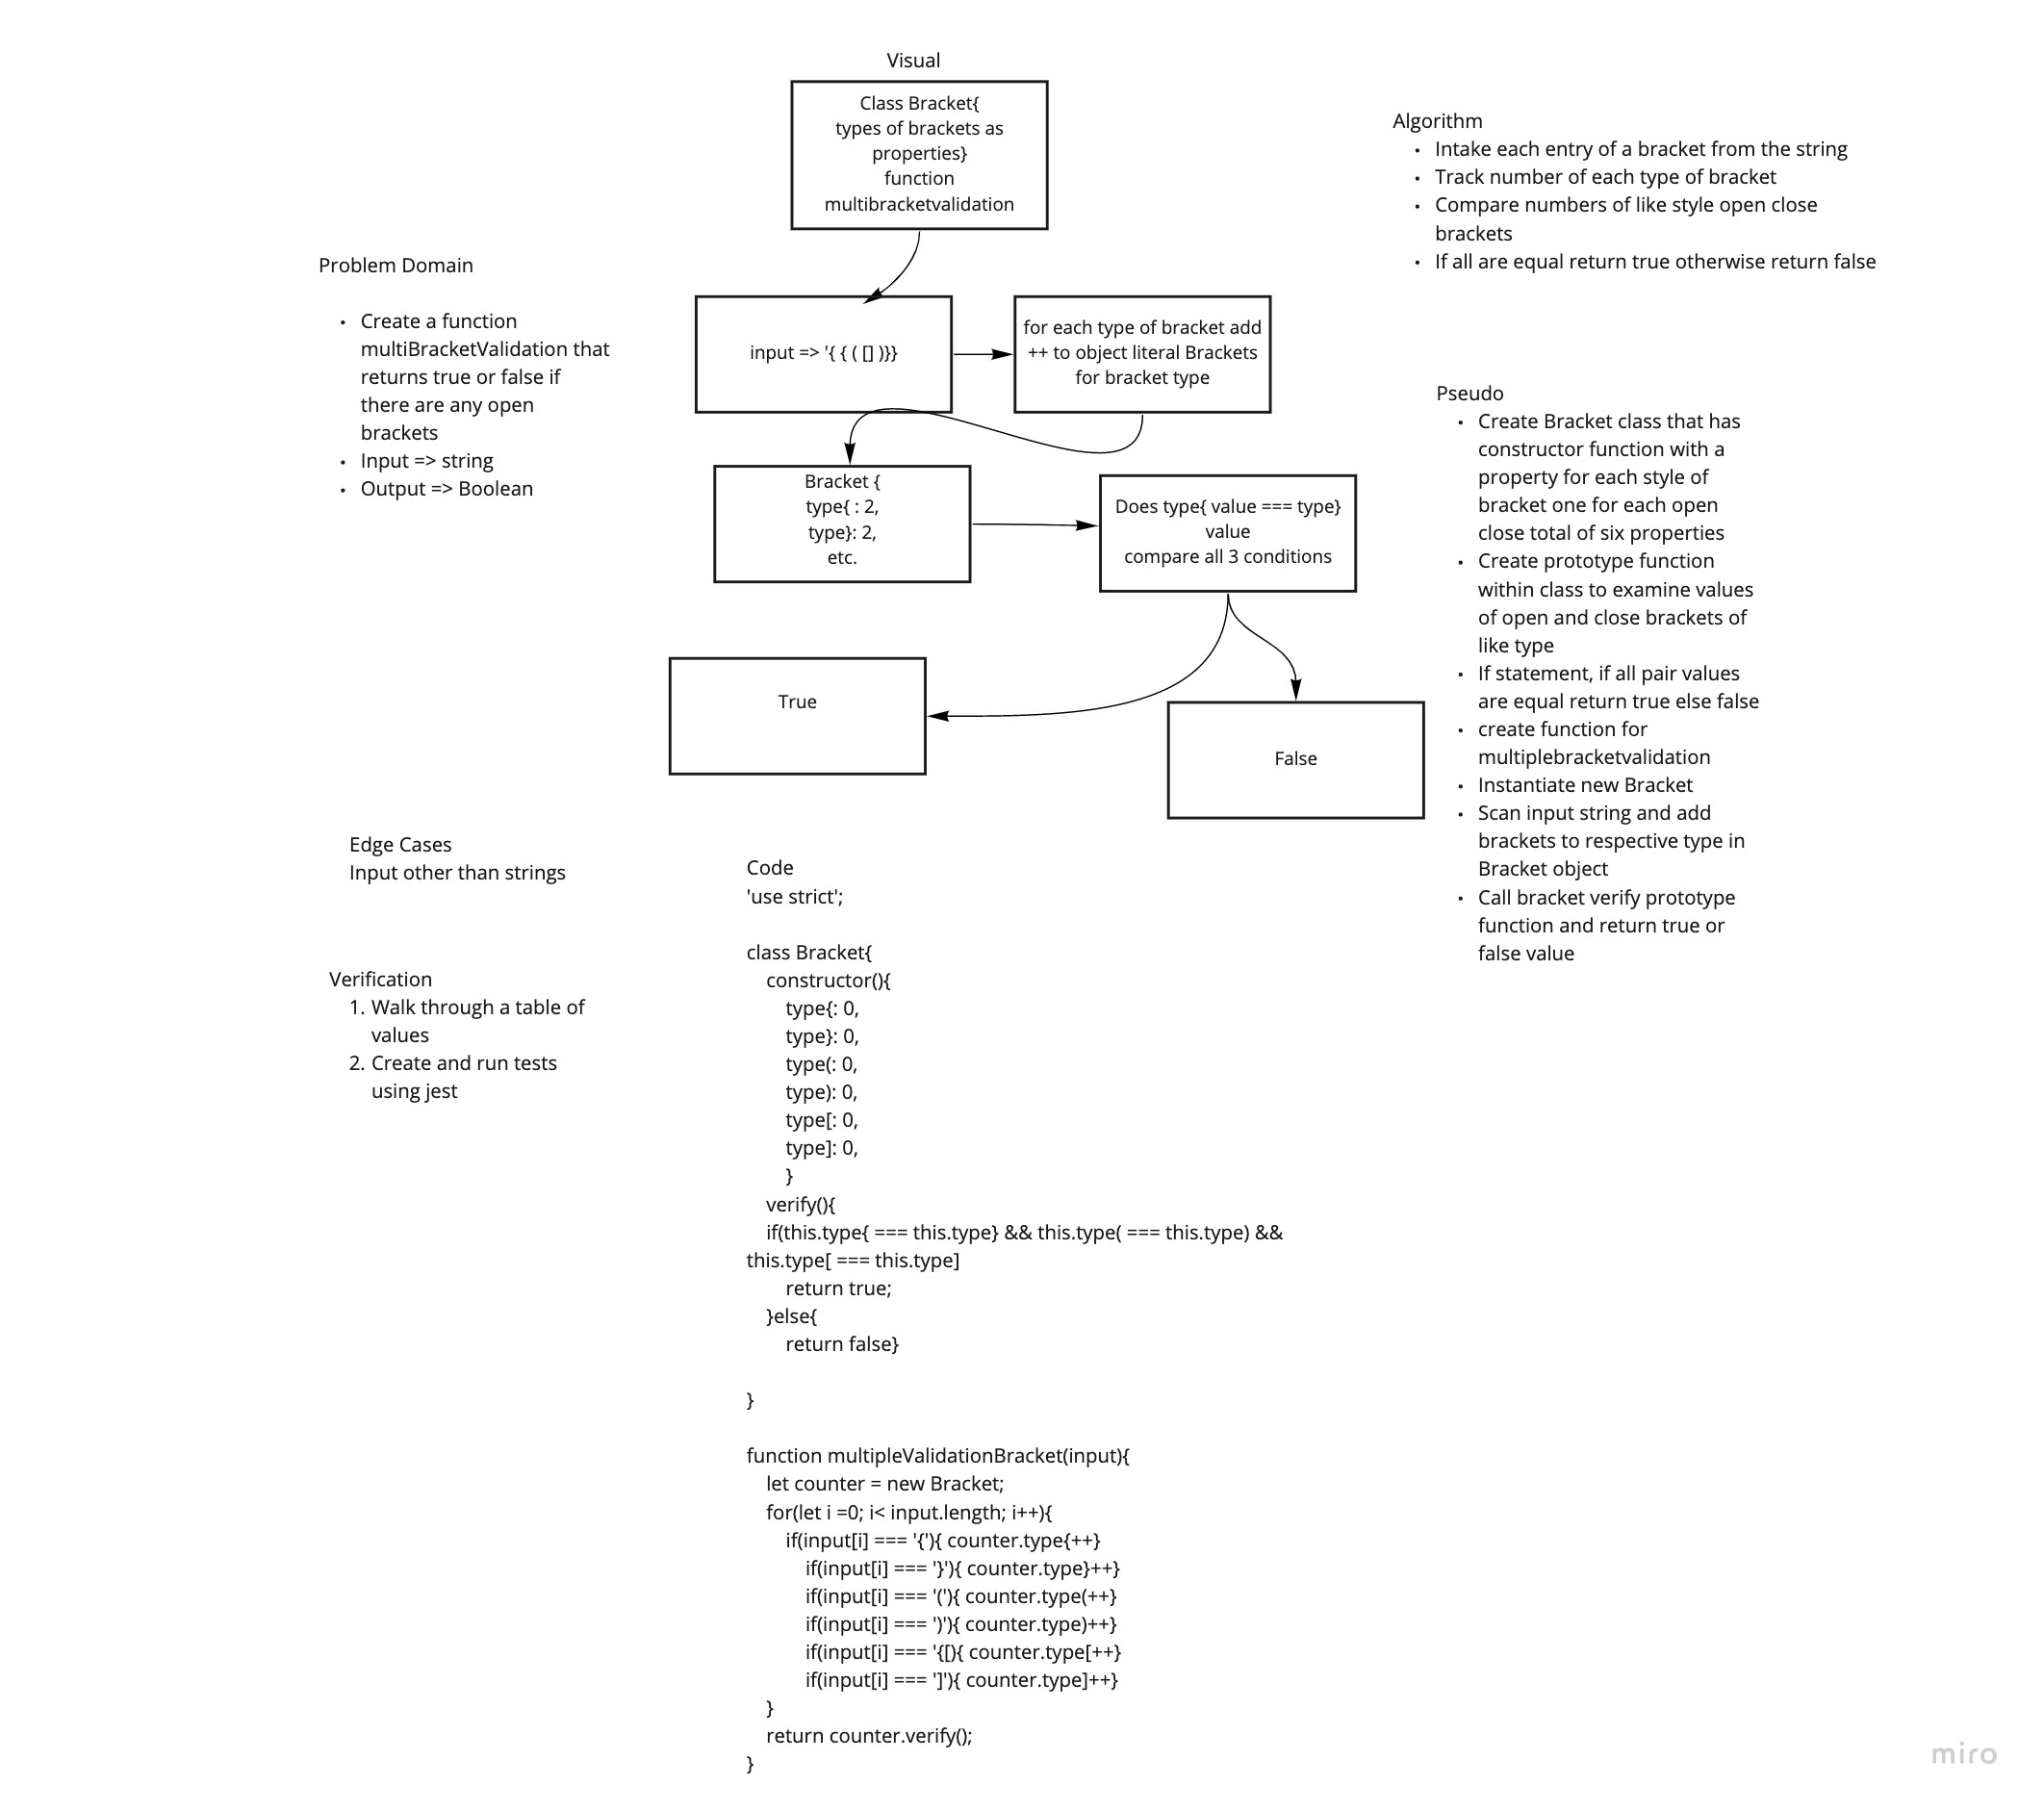 Visual
Class Bracket{
types of brackets as
properties}
function
multibracketvalidation
input => '{ { ( [] )}}
for each type of bracket add
++ to object literal Brackets
for bracket type
Bracket {
type{ : 2,
type}: 2,
etc.
Does type{ value === type}
value
compare all 3 conditions
True
False
Problem Domain
• Create a function
multiBracketValidation that
returns true or false if
there are any open
brackets
• Input => string
• Output => Boolean
Algorithm
• Intake each entry of a bracket from the string
• Track number of each type of bracket
• Compare numbers of like style open close
brackets
• If all are equal return true otherwise return false
Pseudo
• Create Bracket class that has
constructor function with a
property for each style of
bracket one for each open
close total of six properties
• Create prototype function
within class to examine values
of open and close brackets of
like type
• If statement, if all pair values
are equal return true else false
• create function for
multiplebracketvalidation
• Instantiate new Bracket
• Scan input string and add
brackets to respective type in
Bracket object
• Call bracket verify prototype
function and return true or
false value
Edge Cases
Input other than strings
Verification
1. Walk through a table of
values
2. Create and run tests
using jest
Code
'use strict';
class Bracket{
constructor(){
type{: 0,
type}: 0,
type(: 0,
type): 0,
type[: 0,
type]: 0,
}
verify(){
if(this.type{ === this.type} && this.type( === this.type) &&
this.type[ === this.type]
return true;
}else{
return false}
}
function multipleValidationBracket(input){
let counter = new Bracket;
for(let i =0; i< input.length; i++){
if(input[i] === '{'){ counter.type{++}
if(input[i] === '}'){ counter.type}++}
if(input[i] === '('){ counter.type(++}
if(input[i] === ')'){ counter.type)++}
if(input[i] === '{[){ counter.type[++}
if(input[i] === ']'){ counter.type]++}
}
return counter.verify();
}
miro